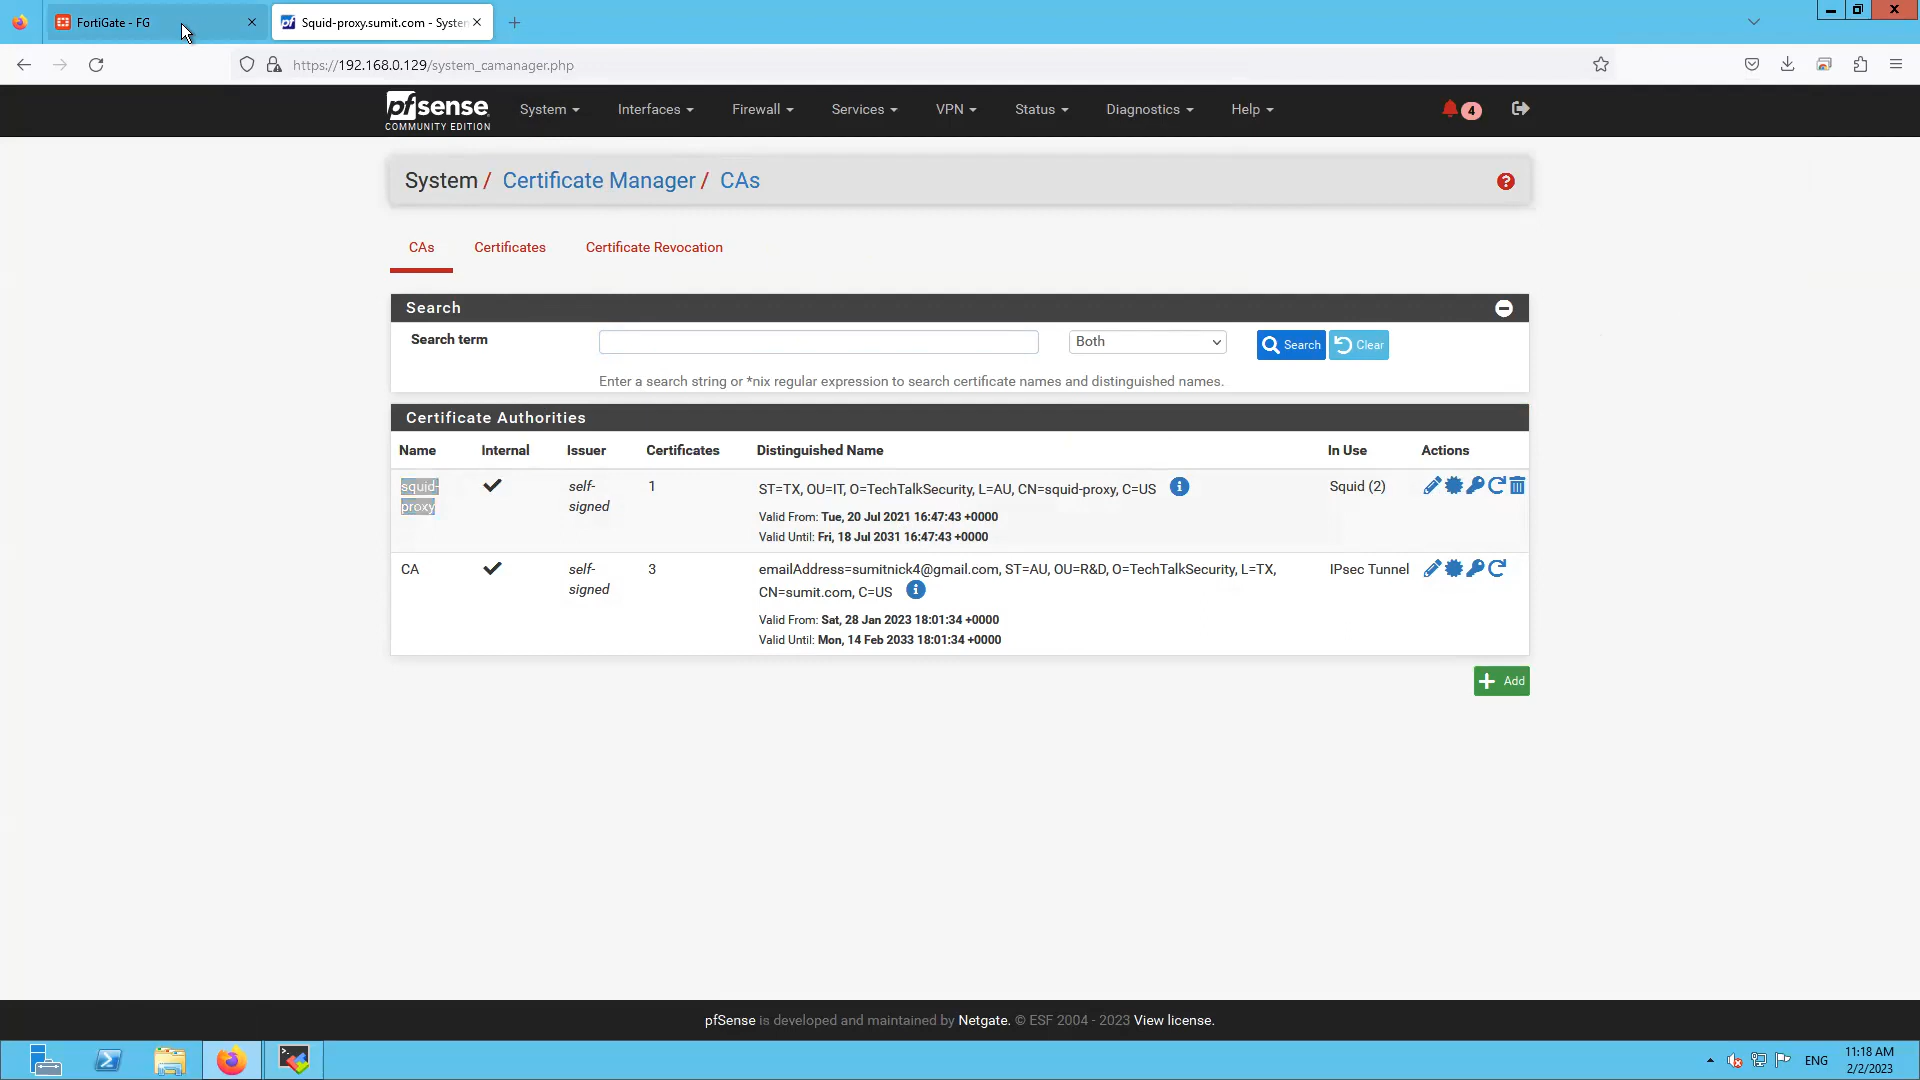 FortiGate - FG
Squid-proxy.sumit.com - System
https://192.168.0.129/system_camanager.php
pfsense
COMMUNITY EDITION
System
Interfaces
Firewall
Services
VPN
Status
Diagnostics
Help
4
System / Certificate Manager / CAs
CAs
Certificates
Certificate Revocation
Search
Search term
Both
Search
Clear
Enter a search string or *nix regular expression to search certificate names and distinguished names.
Certificate Authorities
Name Internal Issuer Certificates Distinguished Name In Use Actions
squid-
proxy
self-
signed
1
ST=TX, OU=IT, O=TechTalkSecurity, L=AU, CN=squid-proxy, C=US
Valid From: Tue, 20 Jul 2021 16:47:43 +0000
Valid Until: Fri, 18 Jul 2031 16:47:43 +0000
Squid (2)
CA
self-
signed
3
emailAddress=sumitnick4@gmail.com, ST=AU, OU=R&D, O=TechTalkSecurity, L=TX,
CN=sumit.com, C=US
Valid From: Sat, 28 Jan 2023 18:01:34 +0000
Valid Until: Mon, 14 Feb 2033 18:01:34 +0000
IPsec Tunnel
Add
pfSense is developed and maintained by Netgate. © ESF 2004 - 2023 View license.
ENG
11:18 AM
2/2/2023